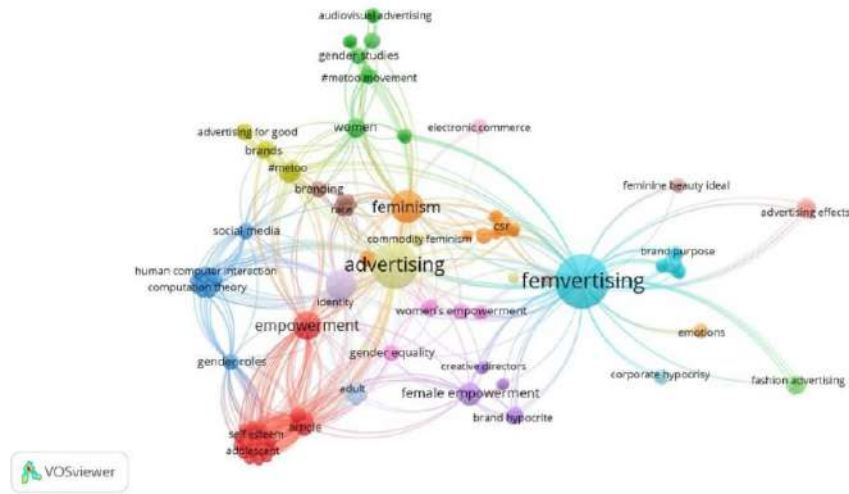 audiovisual advertising
gender studies
#metoo movement
women
electronic commerce
advertising for good
brands
#metoo
branding
race
feminism
feminine beauty ideal
advertising effects
csr
social media
commodity feminism
brand purpose
advertising
femvertising
human computer interaction
computation theory
identity
women's empowerment
empowerment
emotions
gender equality
gender roles
creative directors
corporate hypocrisy
fashion advertising
adult
female empowerment
brand hypocrite
article
self esteem
adolescent
VOSviewer